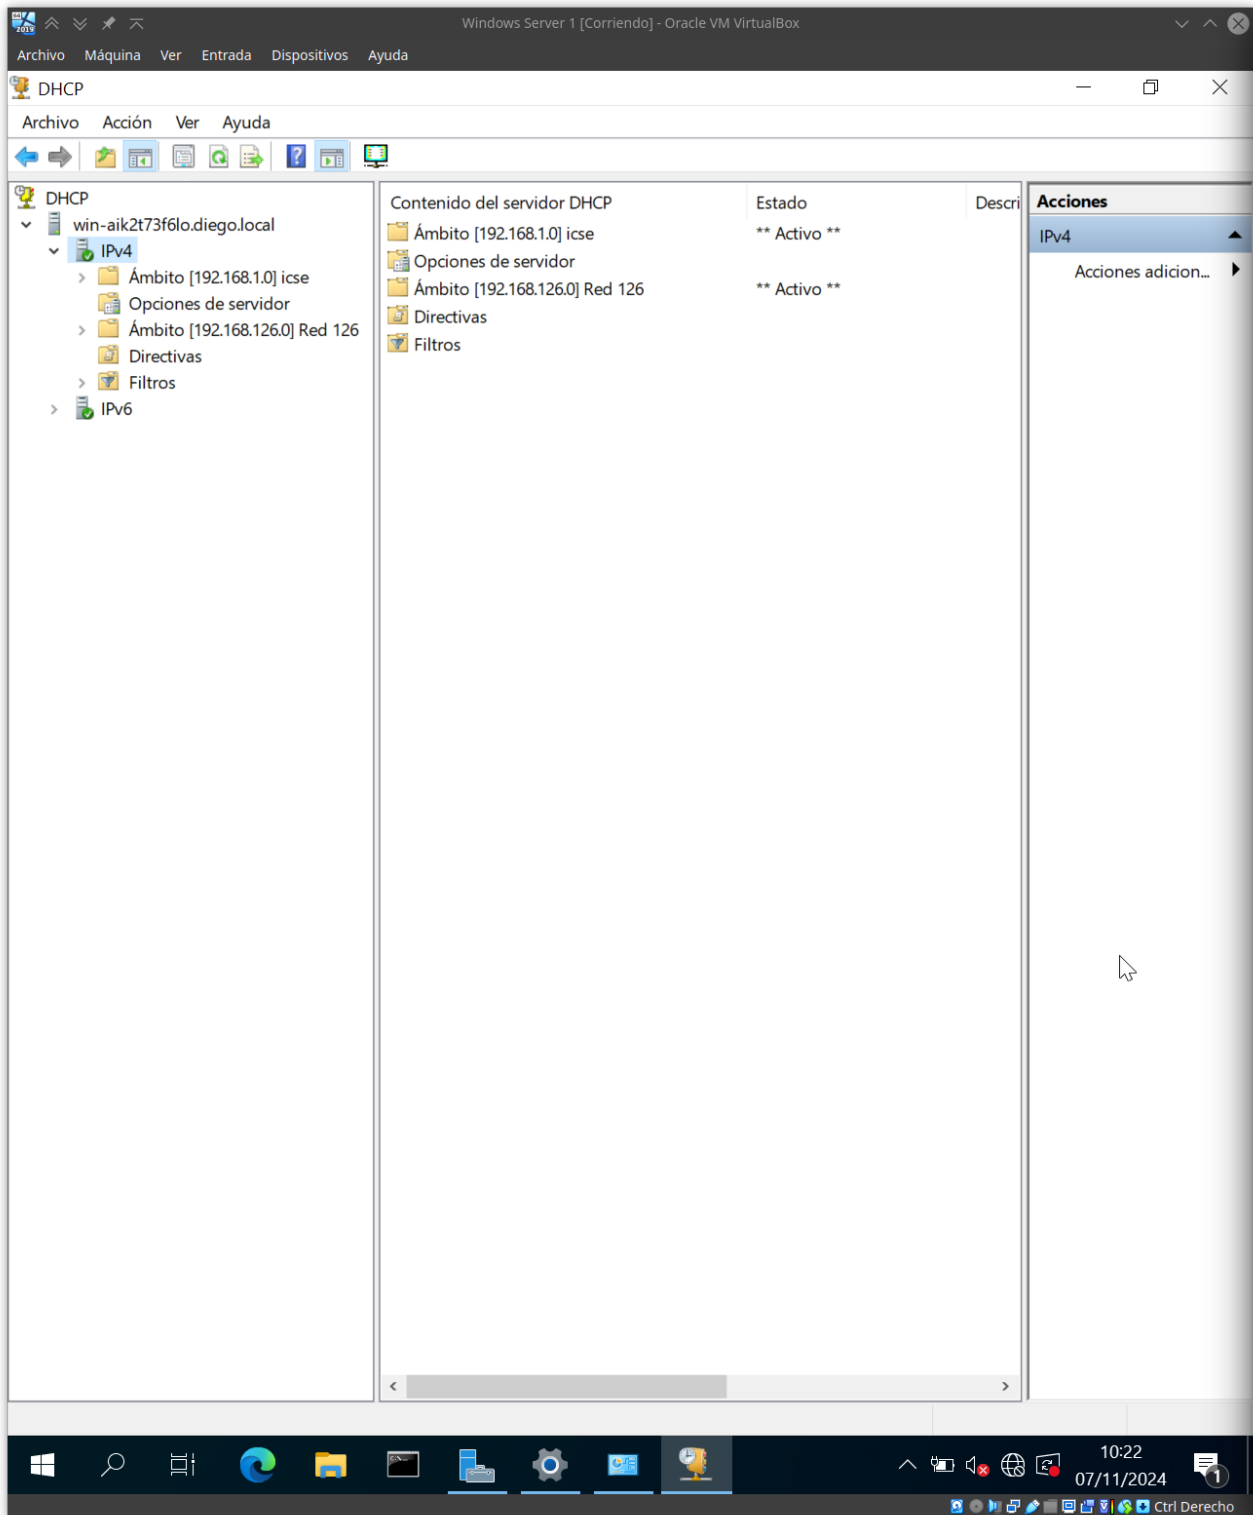 Windows Server 1 [Corriendo] - Oracle VM VirtualBox
Archivo Máquina Ver Entrada Dispositivos Ayuda
DHCP
Archivo Acción Ver Ayuda
DHCP
win-aik2t73f6lo.diego.local
IPv4
Ámbito [192.168.1.0] icse
Opciones de servidor
Ámbito [192.168.126.0] Red 126
Directivas
Filtros
IPv6
Contenido del servidor DHCP Estado Descri
Ámbito [192.168.1.0] icse ** Activo **
Opciones de servidor
Ámbito [192.168.126.0] Red 126 ** Activo **
Directivas
Filtros
Acciones
IPv4
Acciones adicion...
10:22
07/11/2024
1
Ctrl Derecho